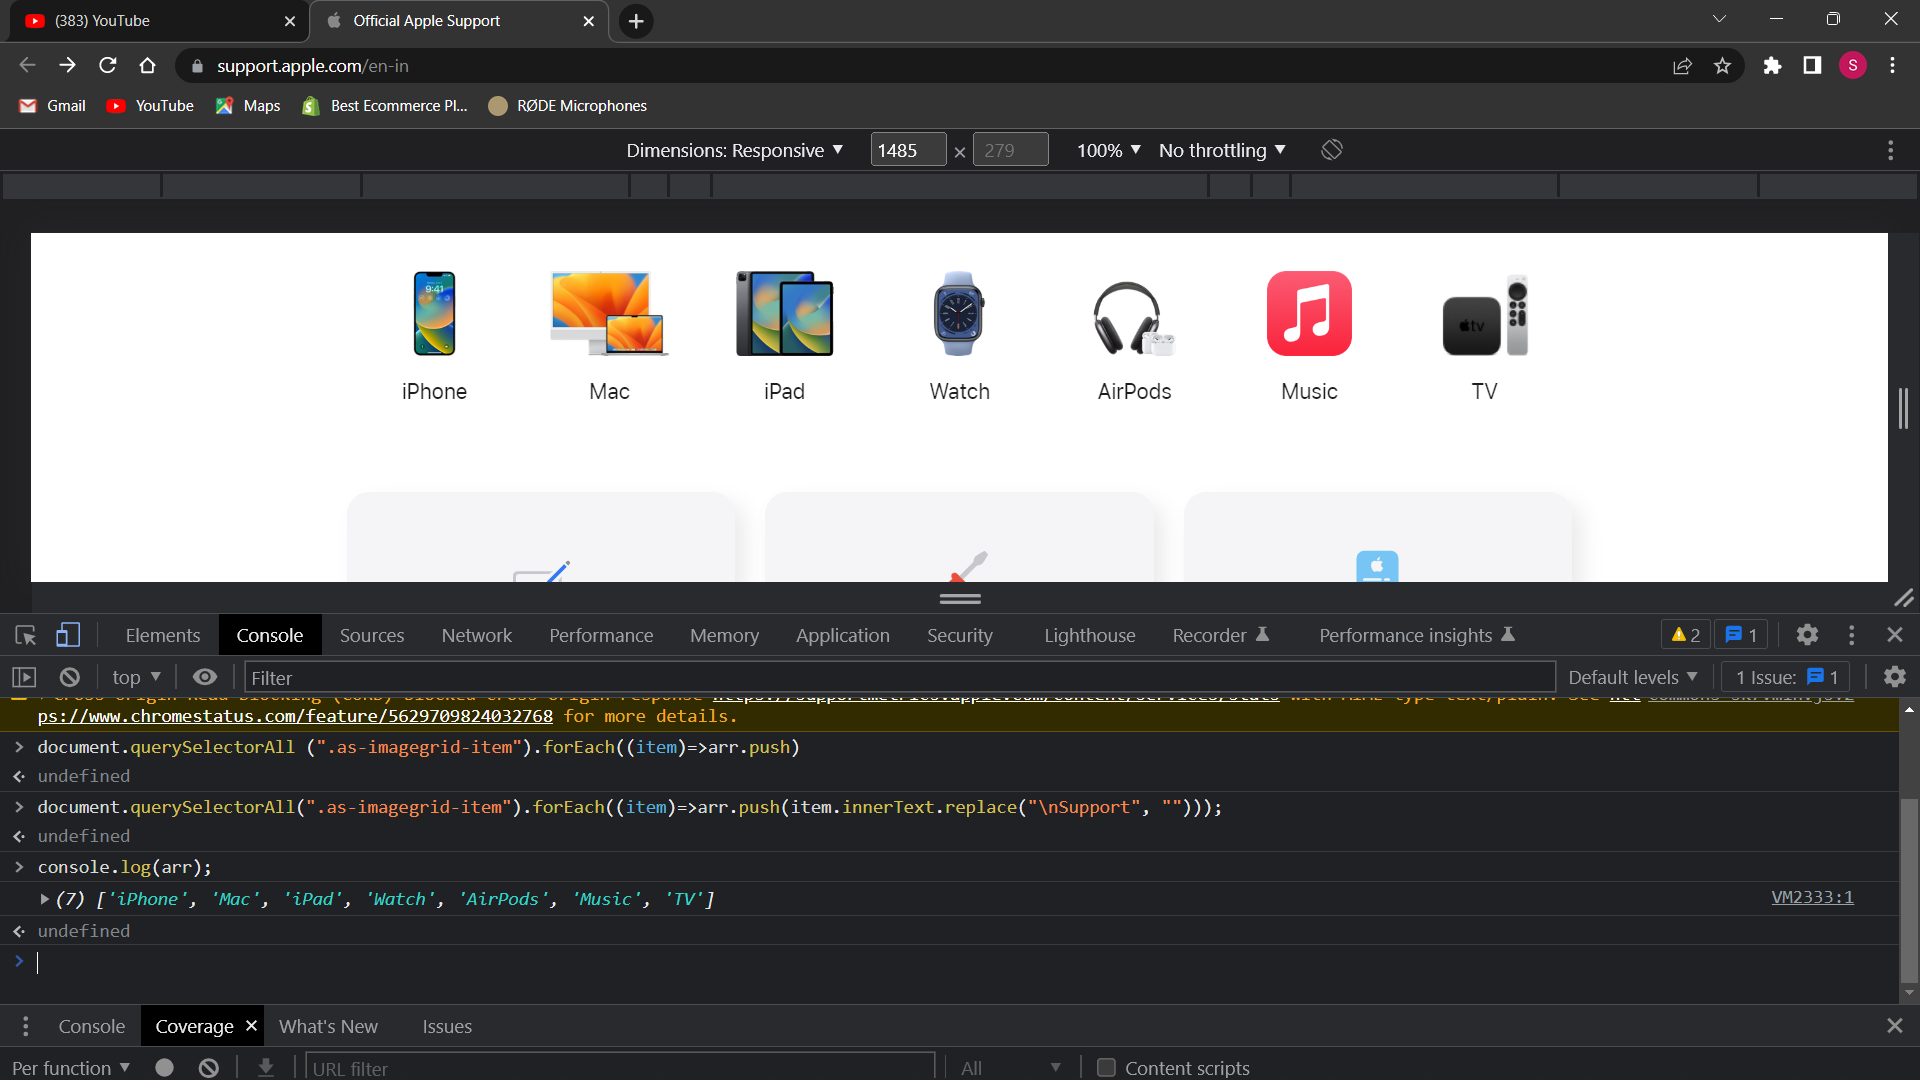 (383) YouTube
Official Apple Support
support.apple.com/en-in
S
Gmail
YouTube
Maps
Best Ecommerce Pl...
RØDE Microphones
Dimensions: Responsive
1485 × 279
100%
No throttling
9:41
tv
iPhone
Mac
iPad
Watch
AirPods
Music
TV
Elements
Console
Sources
Network
Performance
Memory
Application
Security
Lighthouse
Recorder
Performance insights
2
1
top
Filter
Default levels
1 Issue: 1
ps://www.chromestatus.com/feature/5629709824032768 for more details.
document.querySelectorAll (".as-imagegrid-item").forEach((item)=>arr.push)
undefined
document.querySelectorAll(".as-imagegrid-item").forEach((item)=>arr.push(item.innerText.replace("\nSupport", "")));
undefined
console.log(arr);
(7) ['iPhone', 'Mac', 'iPad', 'Watch', 'AirPods', 'Music', 'TV']
VM2333:1
undefined
Console
Coverage
What's New
Issues
Per function
URL filter
All
Content scripts